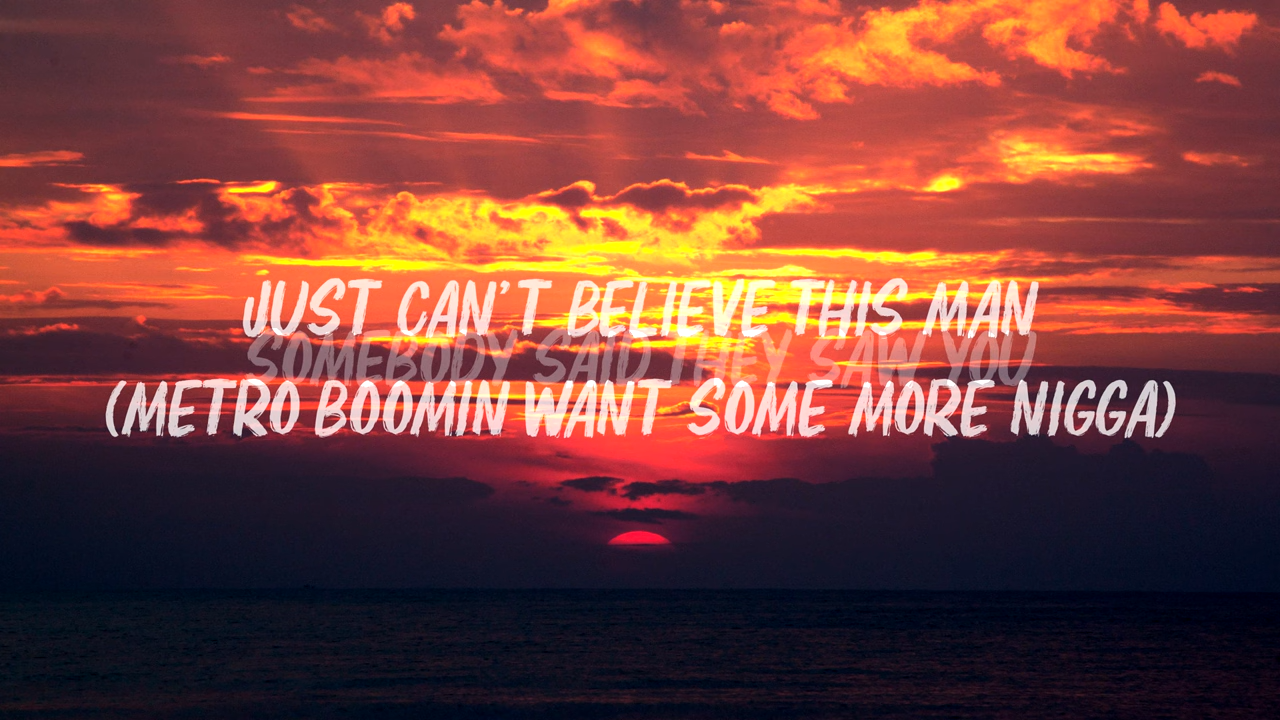 JUST CAN'T BELIEVE THIS MAN
SOMEBODY SAID THEY SAW YOU
(METRO BOOMIN WANT SOME MORE NIGGA)